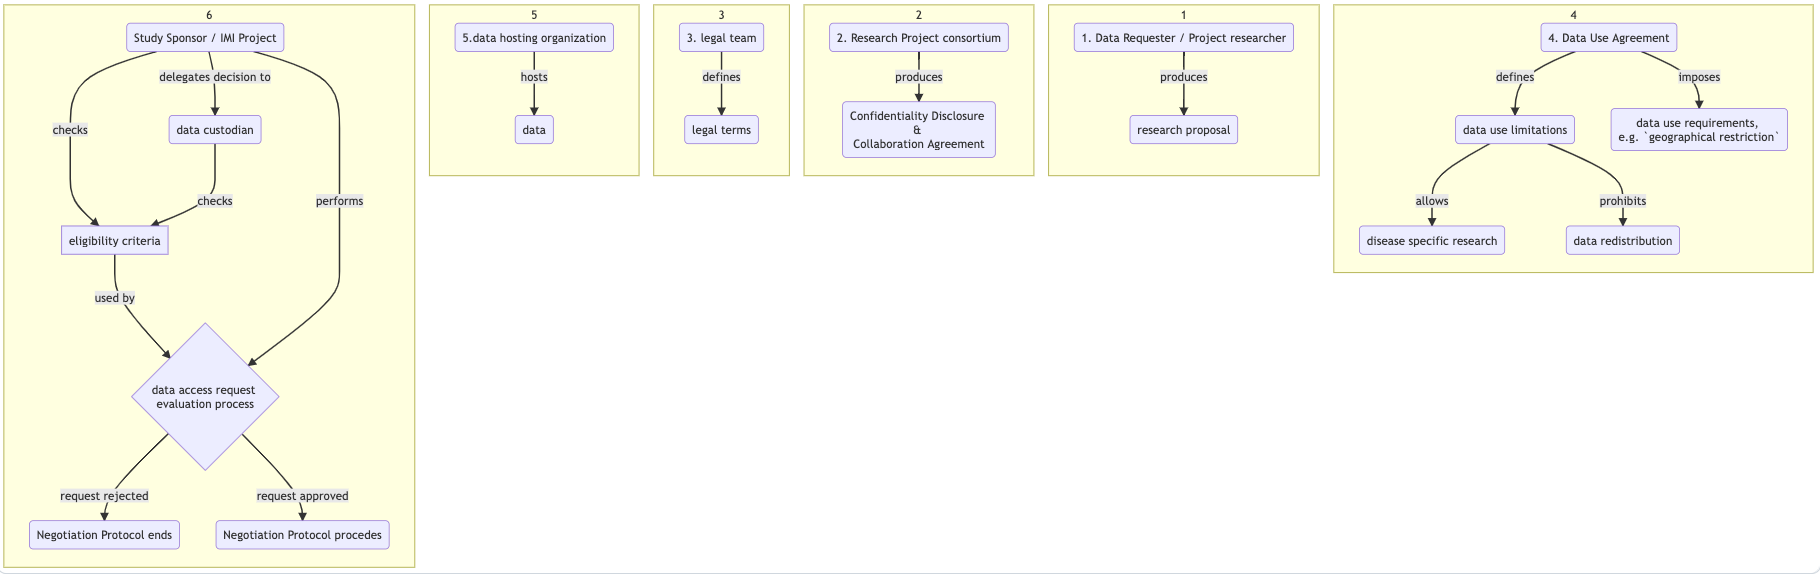 6
Study Sponsor / IMI Project
delegates decision to
checks
data custodian
checks
performs
eligibility criteria
used by
data access request
evaluation process
request rejected
request approved
Negotiation Protocol ends
Negotiation Protocol procedes
5
5.data hosting organization
hosts
data
3
3. legal team
defines
legal terms
2
2. Research Project consortium
produces
Confidentiality Disclosure
&
Collaboration Agreement
1
1. Data Requester / Project researcher
produces
research proposal
4
4. Data Use Agreement
defines
imposes
data use limitations
data use requirements,
e.g. `geographical restriction`
allows
prohibits
disease specific research
data redistribution